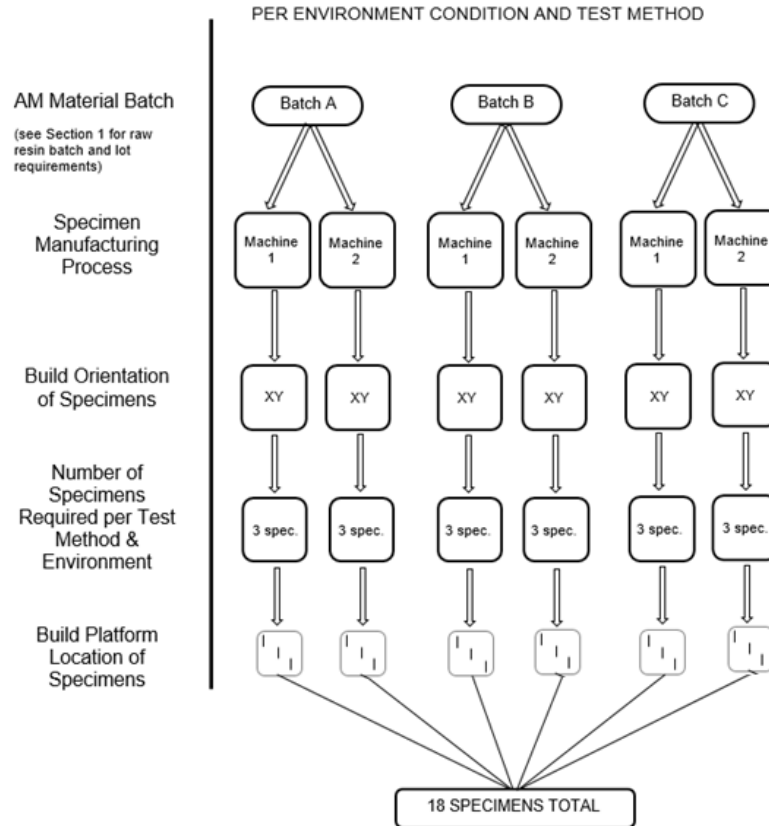 PER ENVIRONMENT CONDITION AND TEST METHOD
AM Material Batch
(see Section 1 for raw
resin batch and lot
requirements)
Batch A
Batch B
Batch C
Specimen
Manufacturing
Process
Machine
1
Machine
2
Machine
1
Machine
2
Machine
1
Machine
2
Build Orientation
of Specimens
XY
XY
XY
XY
XY
XY
Number of
Specimens
Required per Test
Method &
Environment
3 spec.
3 spec.
3 spec.
3 spec.
3 spec.
3 spec.
Build Platform
Location of
Specimens
18 SPECIMENS TOTAL